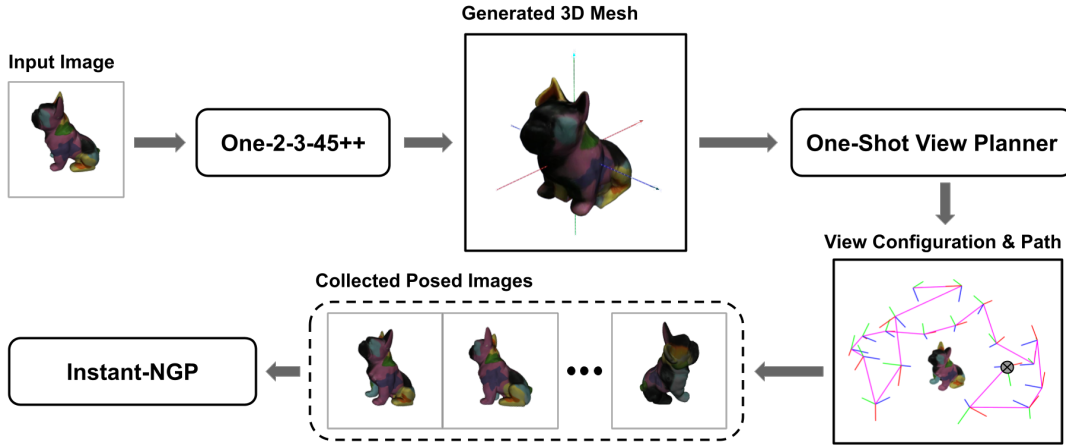 Generated 3D Mesh
Input Image
One-2-3-45++
One-Shot View Planner
View Configuration & Path
Collected Posed Images
Instant-NGP